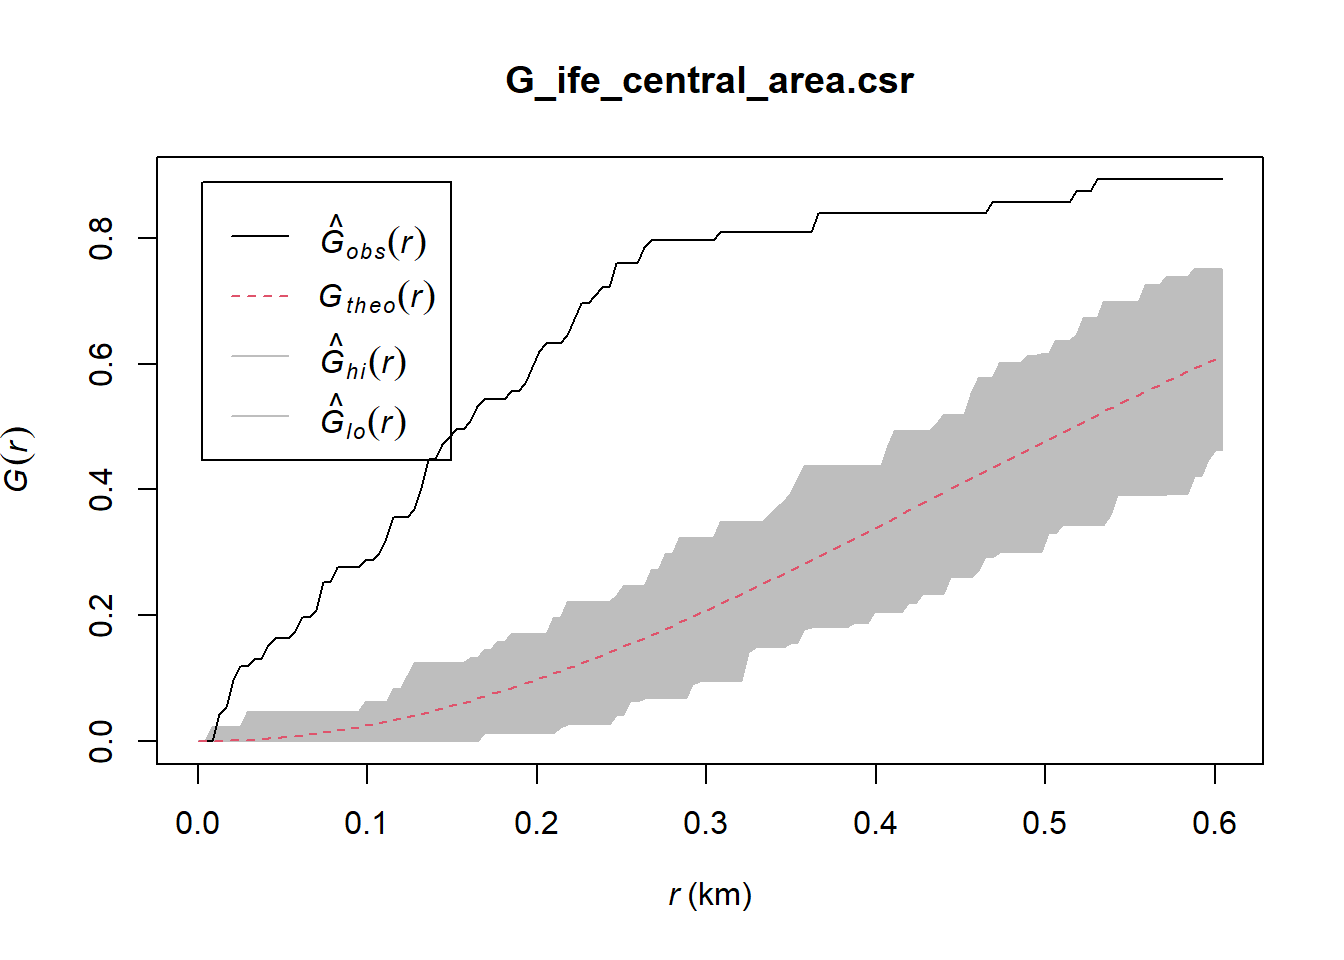 G_ife_central_area.csr
Ĝobs(r)
Gtheo(r)
Ĝhi(r)
Ĝlo(r)
G(r)
0.8
0.6
0.4
0.2
0.0
0.0 0.1 0.2 0.3 0.4 0.5 0.6
r (km)